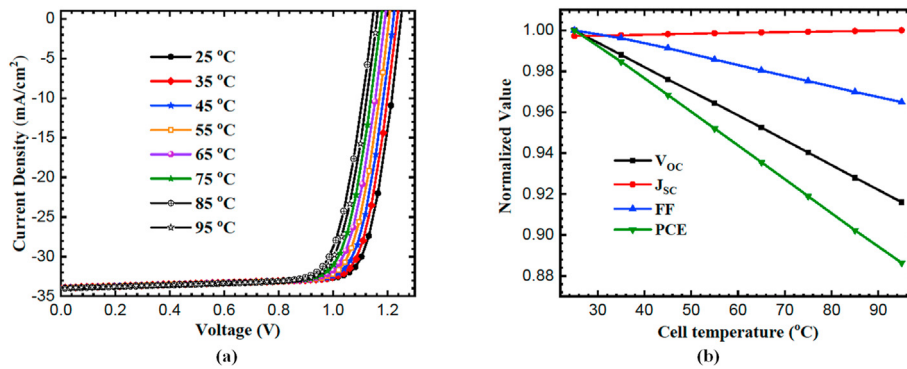 0
-5
-10
-15
-20
-25
-30
-35
Current Density (mA/cm²)
25 °C
35 °C
45 °C
55 °C
65 °C
75 °C
85 °C
95 °C
0.0 0.2 0.4 0.6 0.8 1.0 1.2
Voltage (V)
(a)
1.00
0.98
0.96
0.94
0.92
0.90
0.88
Normalized Value
V_OC
J_SC
FF
PCE
30 40 50 60 70 80 90
Cell temperature (°C)
(b)